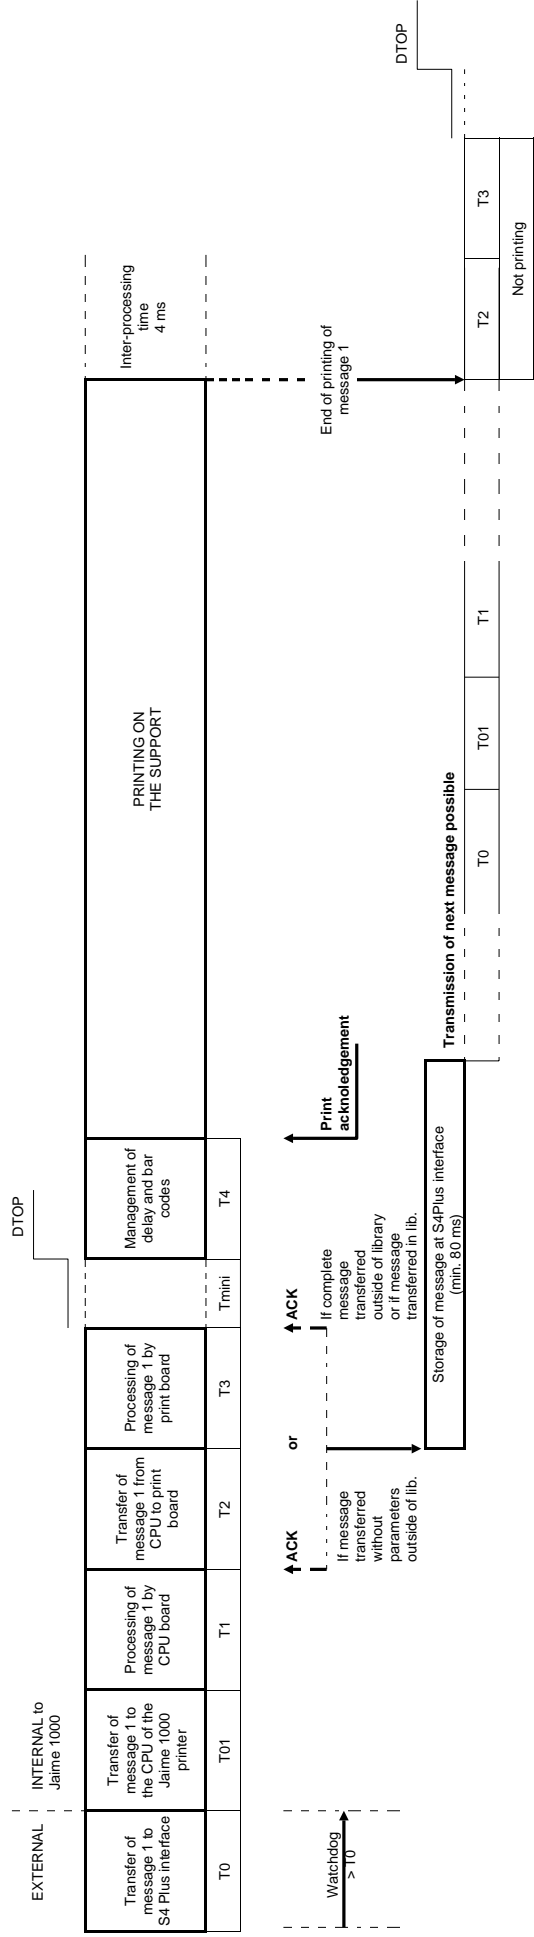 EXTERNAL
INTERNAL to
Jaime 1000
DTOP
Transfer of
message 1 to
S4 Plus interface
Transfer of
message 1 to
the CPU of the
Jaime 1000
printer
Processing of
message 1 by
CPU board
Transfer of
message 1 from
CPU to print
board
Processing of
message 1 by
print board
Management of
delay and bar
codes
PRINTING ON
THE SUPPORT
Inter-processing
time
4 ms
T0
T01
T1
T2
T3
Tmini
T4
Watchdog
> T0
ACK
or
ACK
If message
transferred
without
parameters
outside of lib.
If complete
message
transferred
outside of library
or if message
transferred in lib.
Print
acknoledgement
End of printing of
message 1
Storage of message at S4Plus interface
(min. 80 ms)
Transmission of next message possible
DTOP
T0
T01
T1
T2
T3
Not printing